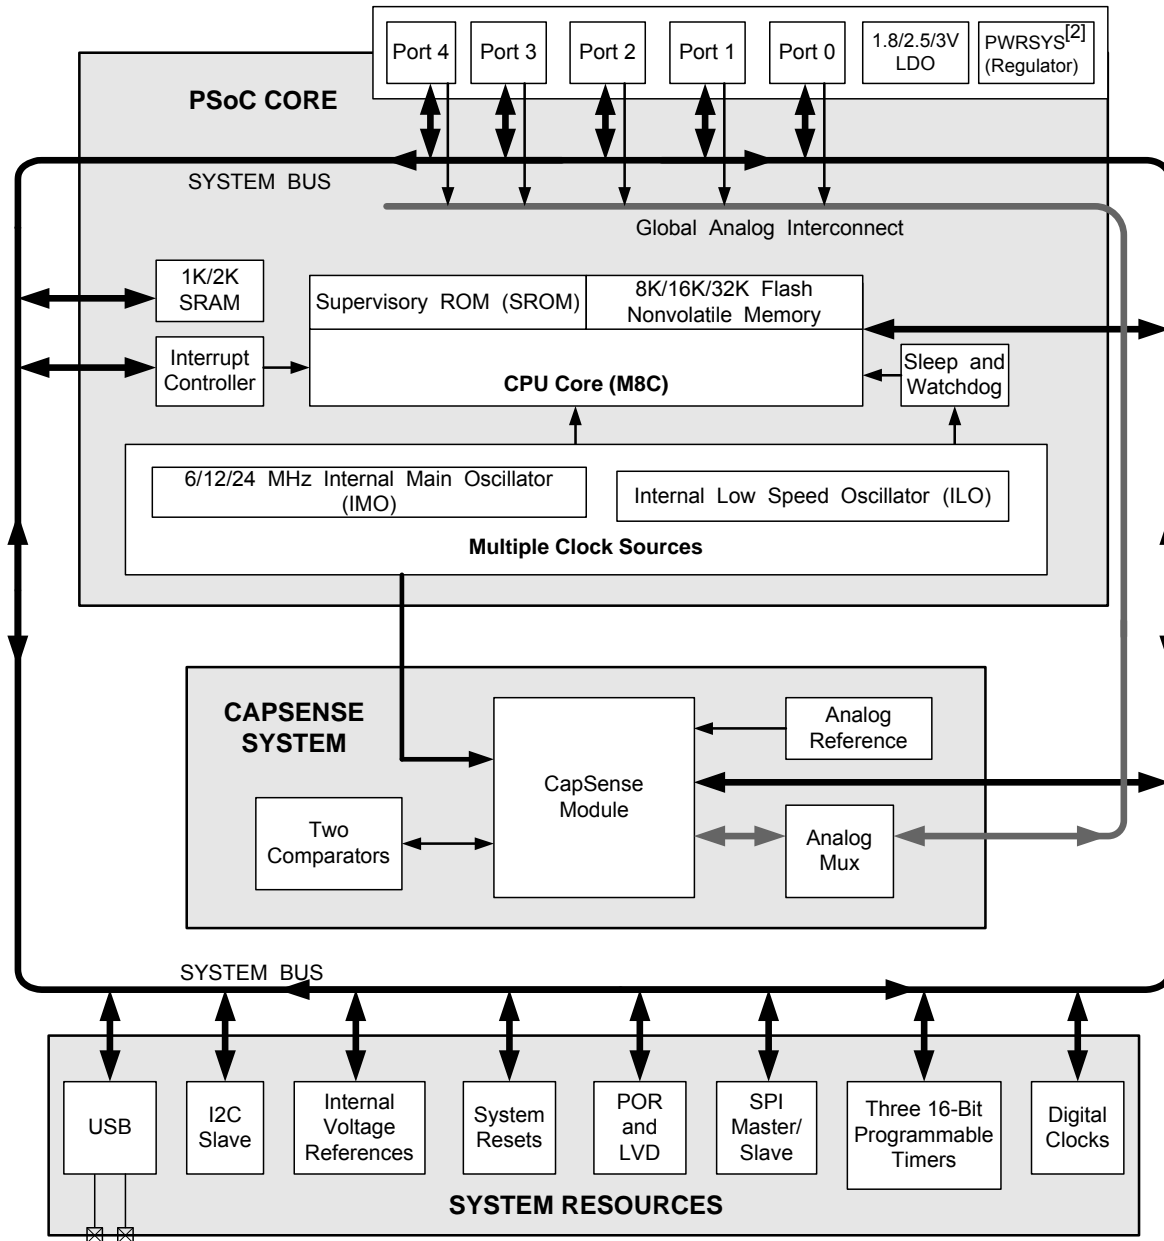 Port 4
Port 3
Port 2
Port 1
Port 0
1.8/2.5/3V
LDO
PWRSYS[2]
(Regulator)
PSoC CORE
SYSTEM BUS
Global Analog Interconnect
1K/2K
SRAM
Supervisory ROM (SROM)
8K/16K/32K Flash
Nonvolatile Memory
Interrupt
Controller
CPU Core (M8C)
Sleep and
Watchdog
6/12/24 MHz Internal Main Oscillator
(IMO)
Internal Low Speed Oscillator (ILO)
Multiple Clock Sources
CAPSENSE
SYSTEM
CapSense
Module
Analog
Reference
Two
Comparators
Analog
Mux
SYSTEM BUS
USB
I2C
Slave
Internal
Voltage
References
System
Resets
POR
and
LVD
SPI
Master/
Slave
Three 16-Bit
Programmable
Timers
Digital
Clocks
SYSTEM RESOURCES